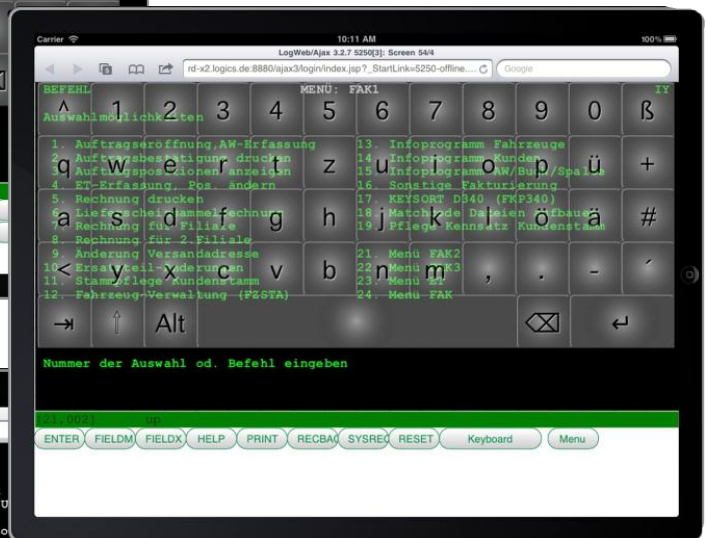 Carrier 10:11 AM 100%
LogWeb/Ajax 3.2.7 5250[3]: Screen 54/4
rd-x2.logics.de:8880/ajax3/login/index.jsp?_StartLink=5250-offline.... Google
BEFEHL MENÜ: FAK1 IY
^ 1 2 3 4 5 6 7 8 9 0 ß
Auswahlmöglichkeiten
1. Auftragseröffnung,AW-Erfassung 13. Infoprogramm Fahrzeuge
2. Auftragsbestätigung drucken 14. Infoprogramm Kunden
q w e r t z u i o p ü +
3. Auftragspositionen anzeigen 15. Infoprogramm AW/Bupl/Spalte
4. ET-Erfassung, Pos. ändern 16. Sonstige Fakturierung
5. Rechnung drucken 17. KEYSORT D340 (FKP340)
6. Lieferscheinsammelrechnung 18. Matchcode Dateien aufbauen
a s d f g h j k l ö ä #
7. Rechnung für Filiale 19. Pflege Kennsatz Kundenstamm
8. Rechnung für 2.Filiale
9. Änderung Versandadresse 21. Menü FAK2
10. Ersatzteil-Änderungen 22. Menü FAK3
< y x c v b n m , . - ´
11. Stammpflege Kundenstamm 23. Menü ET
12. Fahrzeug-Verwaltung (FZSTA) 24. Menü FAK
Alt
Nummer der Auswahl od. Befehl eingeben
[21,002] up
ENTER FIELDM FIELDX HELP PRINT RECBAC SYSREC RESET Keyboard Menu